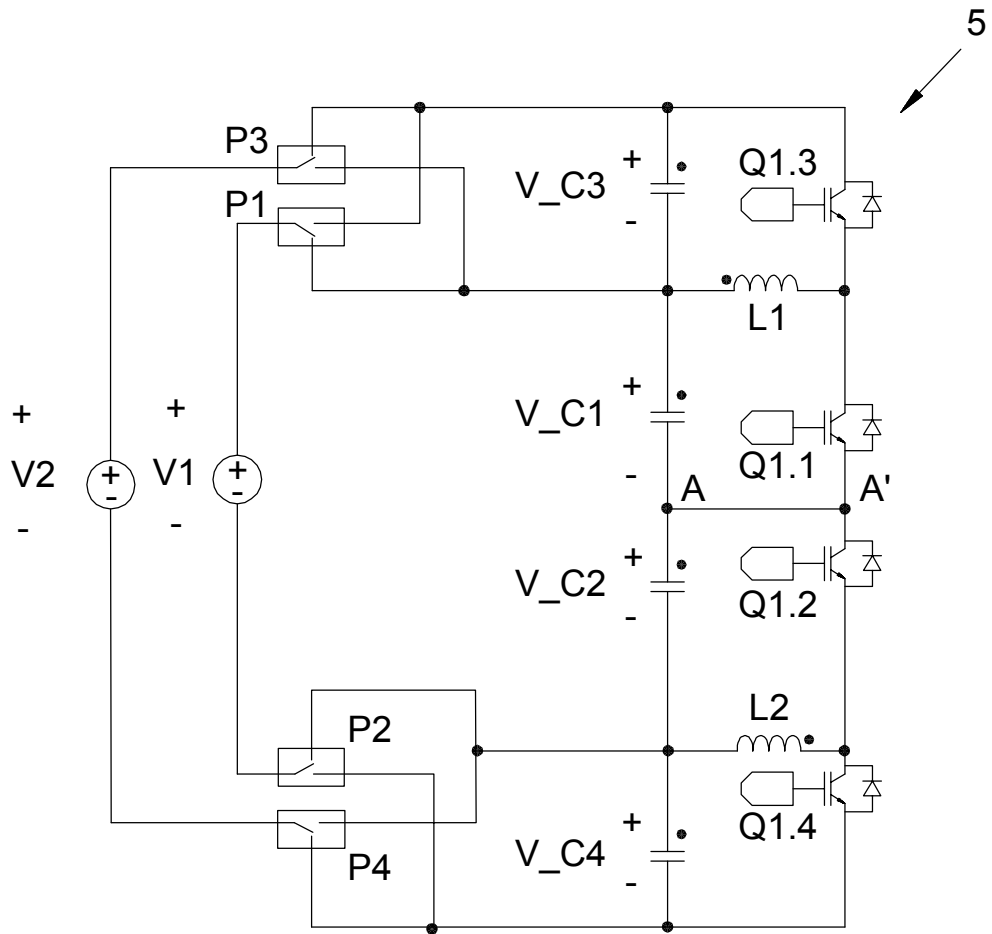 5
P3
P1
V_C3
+
-
Q1.3
L1
V_C1
+
-
Q1.1
A
A'
+
V2
-
+
V1
-
+
-
+
-
V_C2
+
-
Q1.2
P2
L2
P4
V_C4
+
-
Q1.4